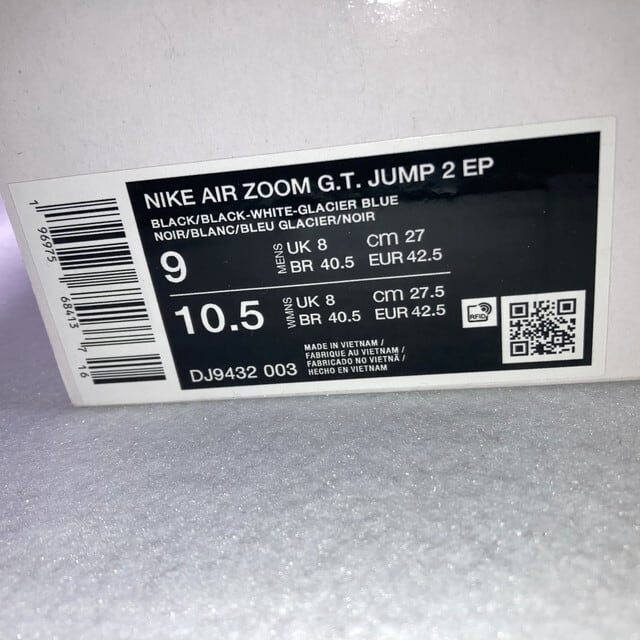 NIKE AIR ZOOM G.T. JUMP 2 EP
BLACK/BLACK-WHITE-GLACIER BLUE
NOIR/BLANC/BLEU GLACIER/NOIR
9 MENS UK 8 cm 27
BR 40.5 EUR 42.5
10.5 WMNS UK 8 cm 27.5
BR 40.5 EUR 42.5
RFID
DJ9432 003
MADE IN VIETNAM /
FABRIQUE AU VIETNAM /
FABRICADO NO VIETNÃ /
HECHO EN VIETNAM
1 96975 68413 7 16